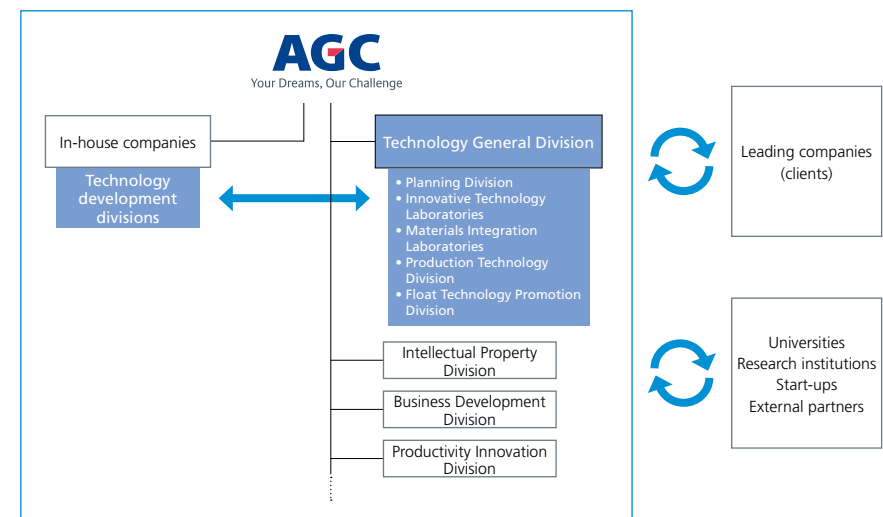 AGC
Your Dreams, Our Challenge
In-house companies
Technology
development
divisions
Technology General Division
• Planning Division
• Innovative Technology
Laboratories
• Materials Integration
Laboratories
• Production Technology
Division
• Float Technology Promotion
Division
Intellectual Property
Division
Business Development
Division
Productivity Innovation
Division
Leading companies
(clients)
Universities
Research institutions
Start-ups
External partners